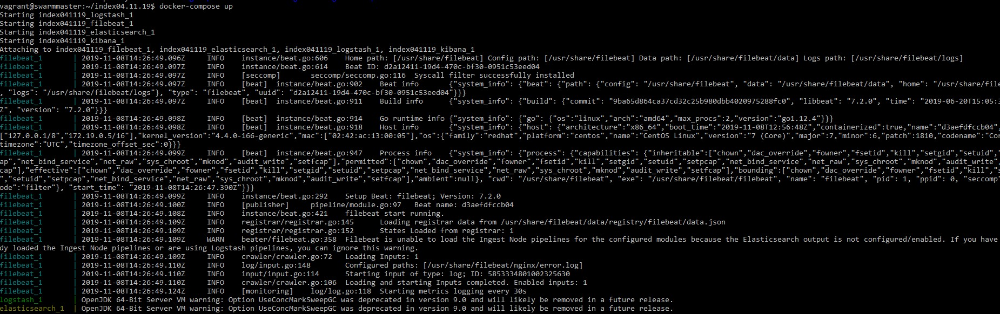 vagrant@swarmmaster:~/index04.11.19$ docker-compose up
Starting index041119_logstash_1
Starting index041119_filebeat_1
Starting index041119_elasticsearch_1
Starting index041119_kibana_1
Attaching to index041119_filebeat_1, index041119_elasticsearch_1, index041119_logstash_1, index041119_kibana_1
filebeat_1       | 2019-11-08T14:26:49.096Z     INFO    instance/beat.go:606    Home path: [/usr/share/filebeat] Config path: [/usr/share/filebeat] Data path: [/usr/share/filebeat/data] Logs path: [/usr/share/filebeat/logs]
filebeat_1       | 2019-11-08T14:26:49.097Z     INFO    instance/beat.go:614    Beat ID: d2a12411-19d4-470c-bf30-0951c53eed04
filebeat_1       | 2019-11-08T14:26:49.097Z     INFO    [seccomp]       seccomp/seccomp.go:116  Syscall filter successfully installed
filebeat_1       | 2019-11-08T14:26:49.097Z     INFO    [beat]  instance/beat.go:902    Beat info       {"system_info": {"beat": {"path": {"config": "/usr/share/filebeat", "data": "/usr/share/filebeat/data", "home": "/usr/share/file
, "logs": "/usr/share/filebeat/logs"}, "type": "filebeat", "uuid": "d2a12411-19d4-470c-bf30-0951c53eed04"}}}
filebeat_1       | 2019-11-08T14:26:49.097Z     INFO    [beat]  instance/beat.go:911    Build info      {"system_info": {"build": {"commit": "9ba65d864ca37cd32c25b980dbb4020975288fc0", "libbeat": "7.2.0", "time": "2019-06-20T15:05:3
Z", "version": "7.2.0"}}}
filebeat_1       | 2019-11-08T14:26:49.098Z     INFO    [beat]  instance/beat.go:914    Go runtime info {"system_info": {"go": {"os":"linux","arch":"amd64","max_procs":2,"version":"go1.12.4"}}}
filebeat_1       | 2019-11-08T14:26:49.098Z     INFO    [beat]  instance/beat.go:918    Host info       {"system_info": {"host": {"architecture":"x86_64","boot_time":"2019-11-08T12:56:48Z","containerized":true,"name":"d3aefdfccb04",
["127.0.0.1/8","172.19.0.5/16"],"kernel_version":"4.4.0-166-generic","mac":["02:42:ac:13:00:05"],"os":{"family":"redhat","platform":"centos","name":"CentOS Linux","version":"7 (Core)","major":7,"minor":6,"patch":1810,"codename":"Cor
timezone":"UTC","timezone_offset_sec":0}}}
filebeat_1       | 2019-11-08T14:26:49.099Z     INFO    [beat]  instance/beat.go:947    Process info    {"system_info": {"process": {"capabilities": {"inheritable":["chown","dac_override","fowner","fsetid","kill","setgid","setuid",
ap","net_bind_service","net_raw","sys_chroot","mknod","audit_write","setfcap"],"permitted":["chown","dac_override","fowner","fsetid","kill","setgid","setuid","setpcap","net_bind_service","net_raw","sys_chroot","mknod","audit_write",
cap"],"effective":["chown","dac_override","fowner","fsetid","kill","setgid","setuid","setpcap","net_bind_service","net_raw","sys_chroot","mknod","audit_write","setfcap"],"bounding":["chown","dac_override","fowner","fsetid","kill","s
","setuid","setpcap","net_bind_service","net_raw","sys_chroot","mknod","audit_write","setfcap"],"ambient":null}, "cwd": "/usr/share/filebeat", "exe": "/usr/share/filebeat/filebeat", "name": "filebeat", "pid": 1, "ppid": 0, "seccomp"
ode":"filter"}, "start_time": "2019-11-08T14:26:47.390Z"}}}
filebeat_1       | 2019-11-08T14:26:49.099Z     INFO    instance/beat.go:292    Setup Beat: filebeat; Version: 7.2.0
filebeat_1       | 2019-11-08T14:26:49.100Z     INFO    [publisher]     pipeline/module.go:97   Beat name: d3aefdfccb04
filebeat_1       | 2019-11-08T14:26:49.108Z     INFO    instance/beat.go:421    filebeat start running.
filebeat_1       | 2019-11-08T14:26:49.109Z     INFO    registrar/registrar.go:145      Loading registrar data from /usr/share/filebeat/data/registry/filebeat/data.json
filebeat_1       | 2019-11-08T14:26:49.109Z     INFO    registrar/registrar.go:152      States Loaded from registrar: 1
filebeat_1       | 2019-11-08T14:26:49.109Z     WARN    beater/filebeat.go:358  Filebeat is unable to load the Ingest Node pipelines for the configured modules because the Elasticsearch output is not configured/enabled. If you have
dy loaded the Ingest Node pipelines or are using Logstash pipelines, you can ignore this warning.
filebeat_1       | 2019-11-08T14:26:49.109Z     INFO    crawler/crawler.go:72   Loading Inputs: 1
filebeat_1       | 2019-11-08T14:26:49.110Z     INFO    log/input.go:148        Configured paths: [/usr/share/filebeat/nginx/error.log]
filebeat_1       | 2019-11-08T14:26:49.110Z     INFO    input/input.go:114      Starting input of type: log; ID: 5853334801002325630
filebeat_1       | 2019-11-08T14:26:49.110Z     INFO    crawler/crawler.go:106  Loading and starting Inputs completed. Enabled inputs: 1
filebeat_1       | 2019-11-08T14:26:49.124Z     INFO    [monitoring]    log/log.go:118  Starting metrics logging every 30s
logstash_1       | OpenJDK 64-Bit Server VM warning: Option UseConcMarkSweepGC was deprecated in version 9.0 and will likely be removed in a future release.
elasticsearch_1  | OpenJDK 64-Bit Server VM warning: Option UseConcMarkSweepGC was deprecated in version 9.0 and will likely be removed in a future release.